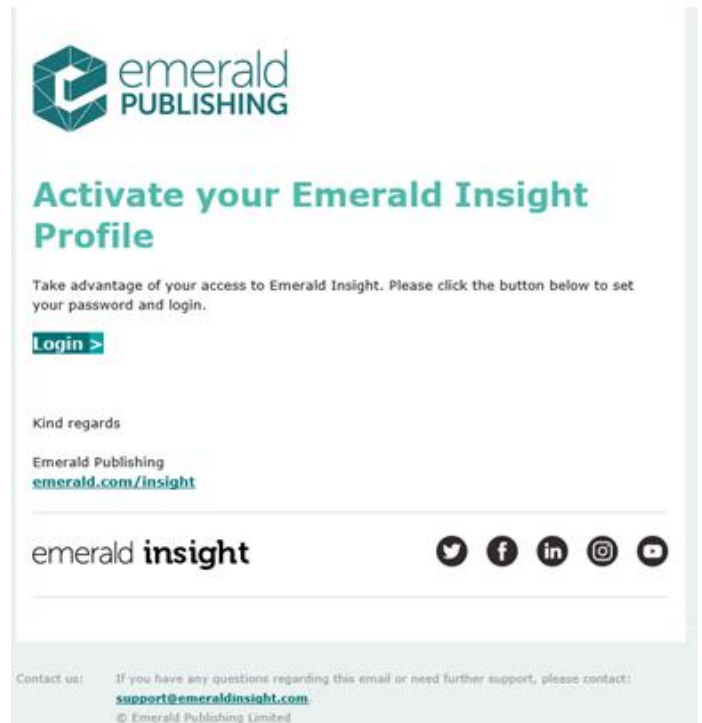 emerald
PUBLISHING
Activate your Emerald Insight
Profile
Take advantage of your access to Emerald Insight. Please click the button below to set
your password and login.
Login >
Kind regards
Emerald Publishing
emerald.com/insight
emerald insight
Contact us: If you have any questions regarding this email or need further support, please contact:
support@emeraldinsight.com.
© Emerald Publishing Limited